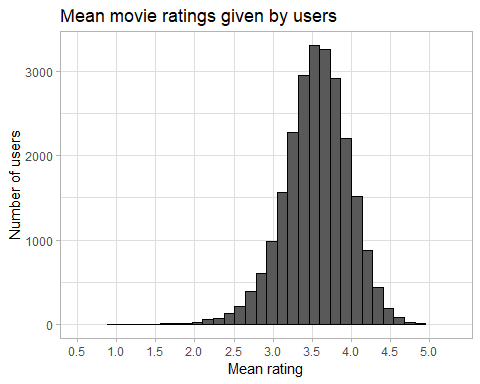 Mean movie ratings given by users
Number of users
3000
2000
1000
0
0.5 1.0 1.5 2.0 2.5 3.0 3.5 4.0 4.5 5.0
Mean rating